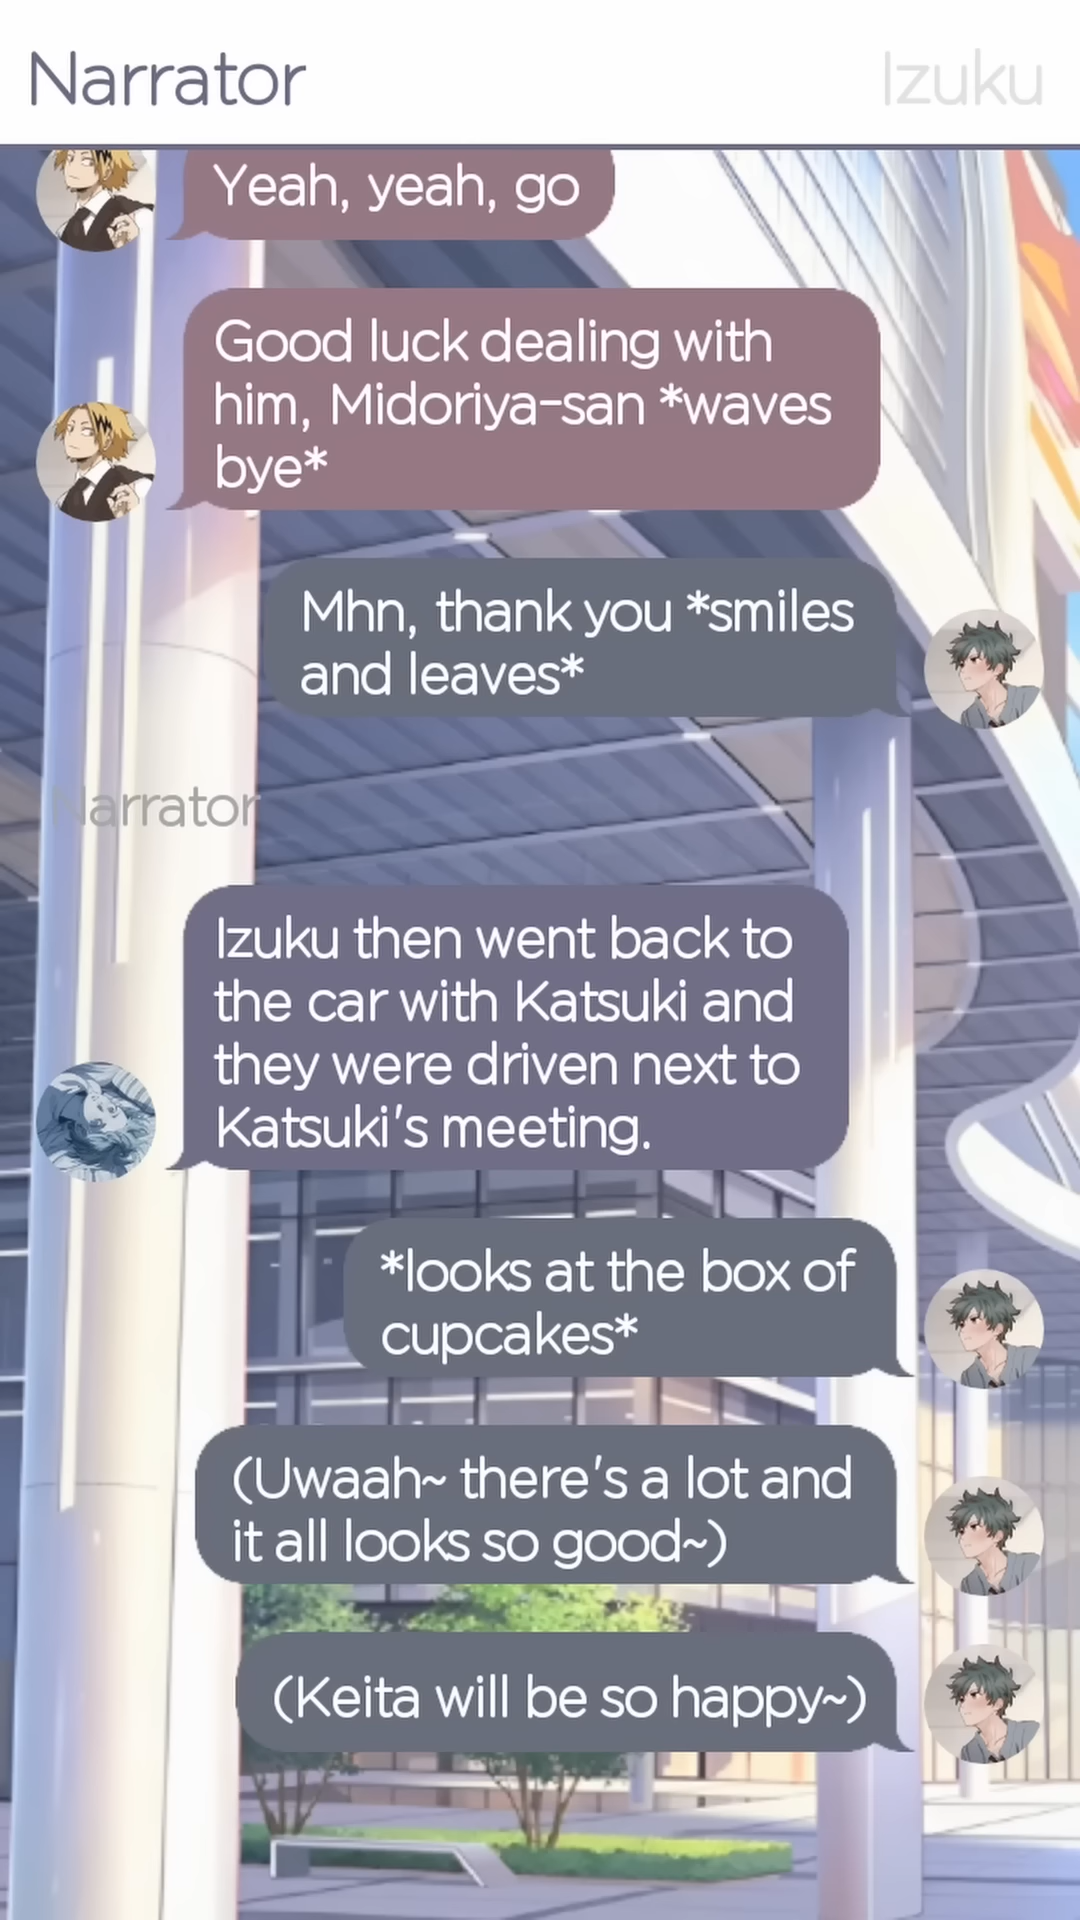 Narrator
Izuku
Yeah, yeah, go
Good luck dealing with
him, Midoriya-san *waves
bye*
Mhn, thank you *smiles
and leaves*
Narrator
Izuku then went back to
the car with Katsuki and
they were driven next to
Katsuki's meeting.
*looks at the box of
cupcakes*
(Uwaah~ there's a lot and
it all looks so good~)
(Keita will be so happy~)